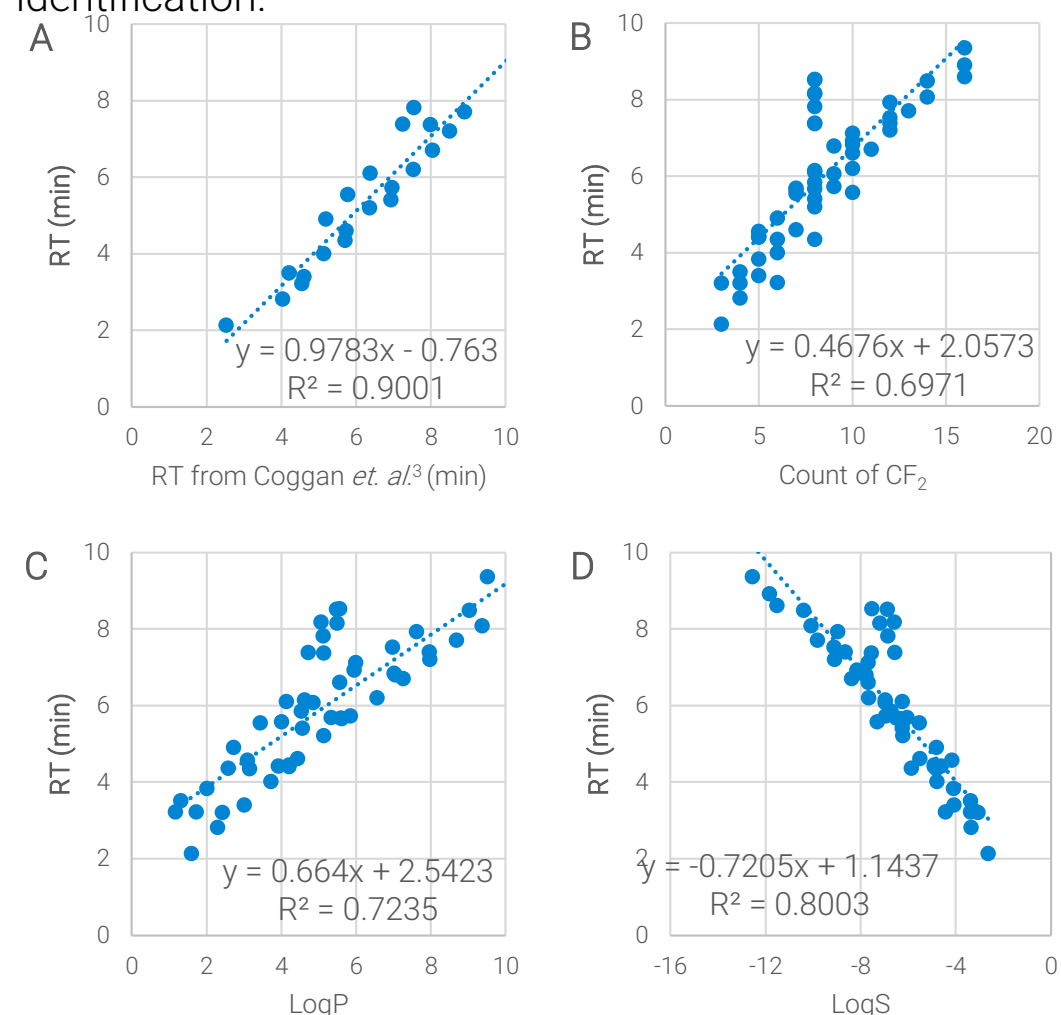 identification.
A
10
8
6
4
2
0
RT (min)
y = 0.9783x - 0.763
R² = 0.9001
0 2 4 6 8 10
RT from Coggan et. al.³ (min)
B
10
8
6
4
2
0
RT (min)
y = 0.4676x + 2.0573
R² = 0.6971
0 5 10 15 20
Count of CF₂
C
10
8
6
4
2
0
RT (min)
y = 0.664x + 2.5423
R² = 0.7235
0 2 4 6 8 10
LogP
D
10
8
6
4
2
0
RT (min)
y = -0.7205x + 1.1437
R² = 0.8003
-16 -12 -8 -4 0
LogS